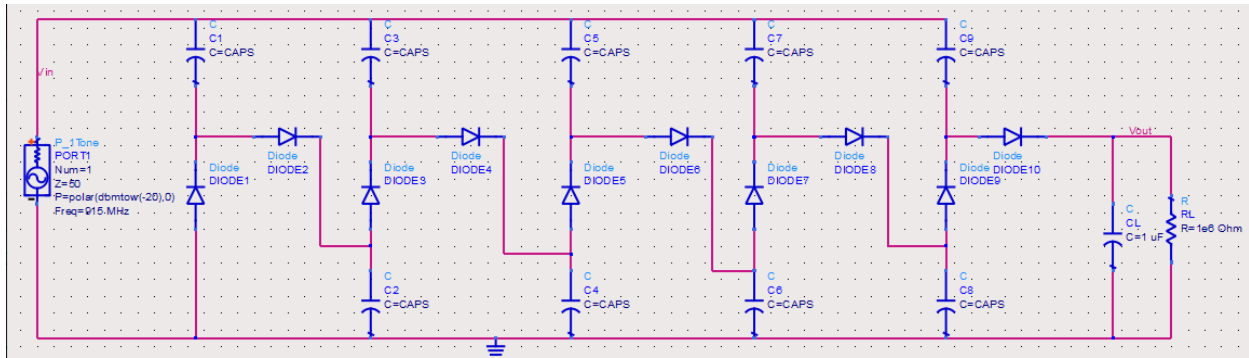 C
C1
C=CAPS
C
C3
C=CAPS
C
C5
C=CAPS
C
C7
C=CAPS
C
C9
C=CAPS
Vin
P_1Tone
PORT1
Num=1
Z=50
P=polar(dbmtow(-20),0)
Freq=915 MHz
Diode
DIODE1
Diode
DIODE2
Diode
DIODE3
Diode
DIODE4
Diode
DIODE5
Diode
DIODE6
Diode
DIODE7
Diode
DIODE8
Diode
DIODE9
Diode
DIODE10
Vout
C
C2
C=CAPS
C
C4
C=CAPS
C
C6
C=CAPS
C
C8
C=CAPS
C
CL
C=1 uF
R
RL
R=1e6 Ohm